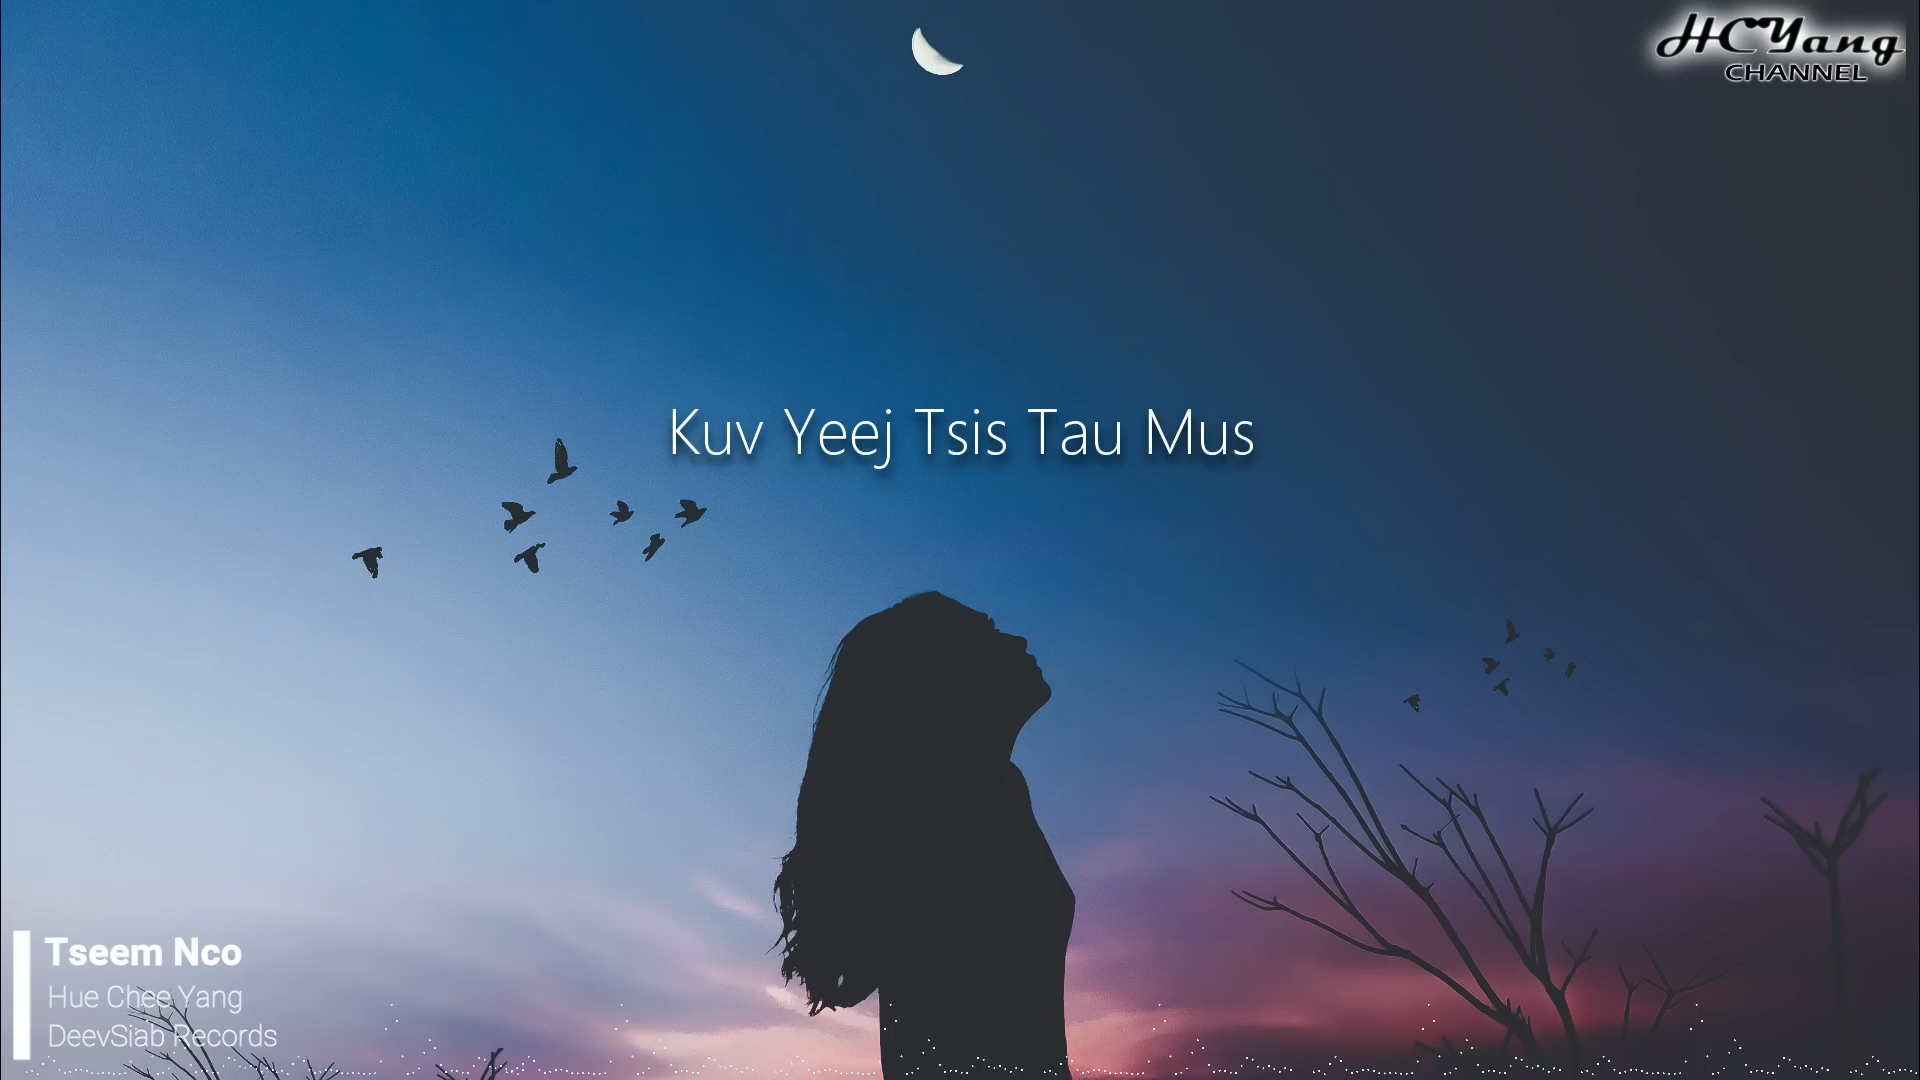 HCYang
CHANNEL
Kuv Yeej Tsis Tau Mus
Tseem Nco
Hue Chee Yang
DeevSiab Records